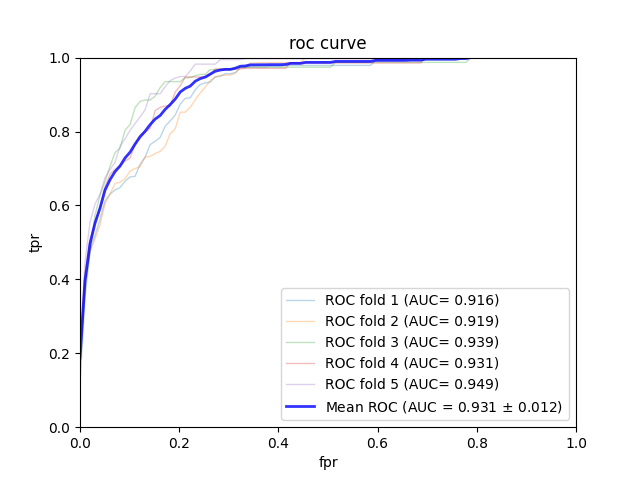 roc curve
1.0
0.8
0.6
0.4
0.2
0.0
tpr
ROC fold 1 (AUC= 0.916)
ROC fold 2 (AUC= 0.919)
ROC fold 3 (AUC= 0.939)
ROC fold 4 (AUC= 0.931)
ROC fold 5 (AUC= 0.949)
Mean ROC (AUC = 0.931 ± 0.012)
0.0 0.2 0.4 0.6 0.8 1.0
fpr